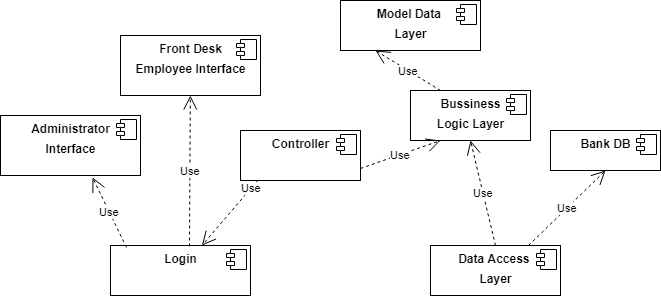 Model Data
Layer
Front Desk
Employee Interface
Use
Bussiness
Logic Layer
Administrator
Interface
Controller
Bank DB
Use
Use
Use
Use
Use
Use
Login
Data Access
Layer